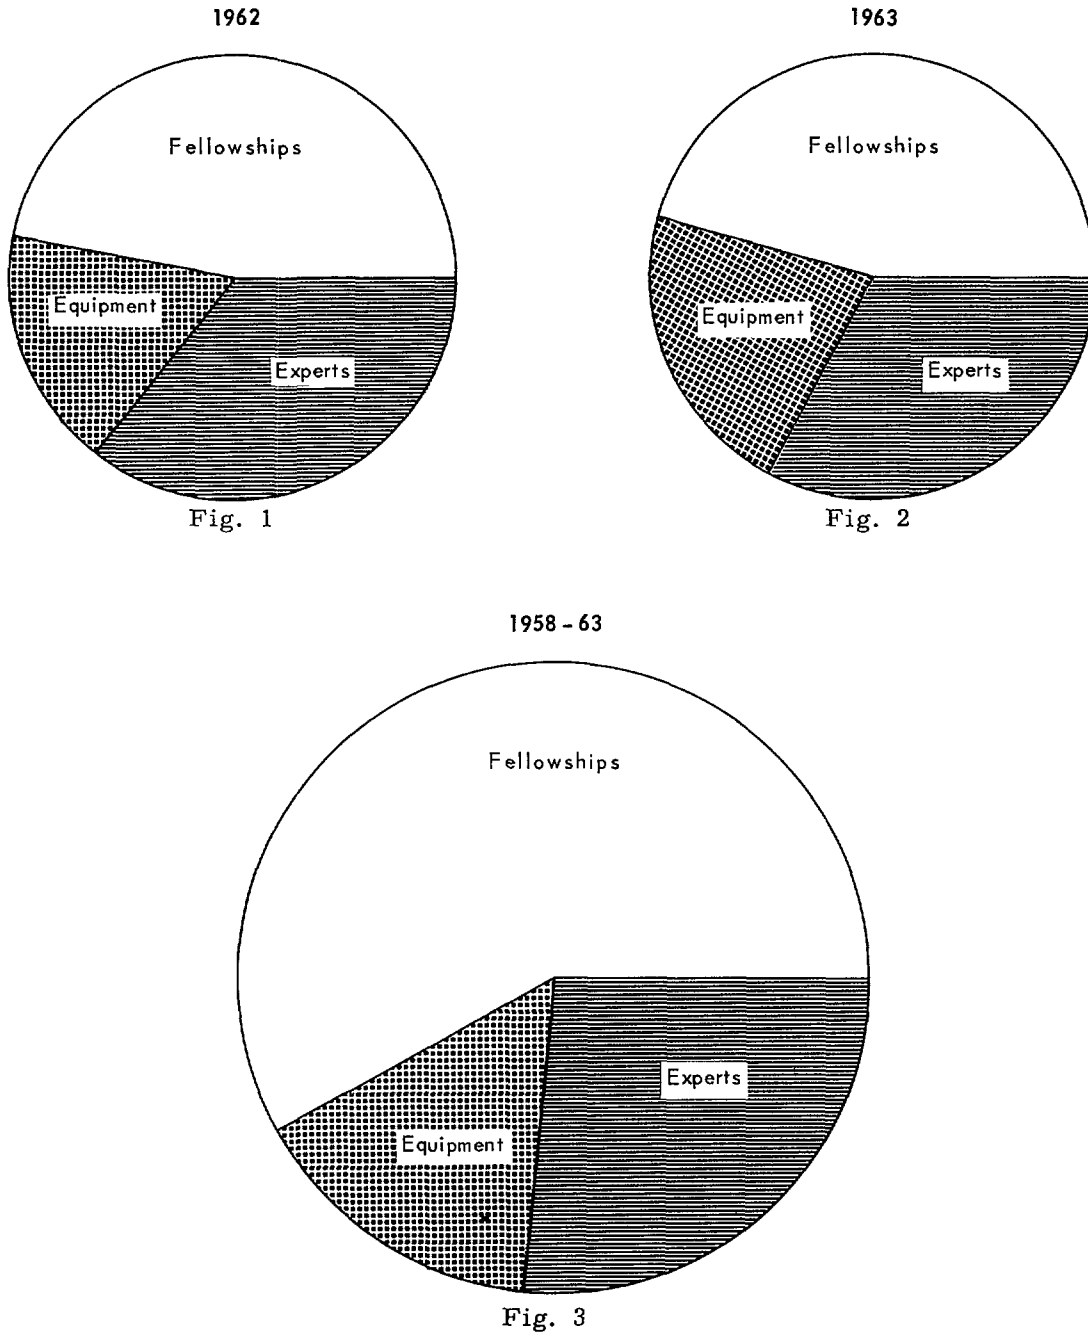 1962
Fellowships
Equipment
Experts
Fig. 1
1963
Fellowships
Equipment
Experts
Fig. 2
1958 - 63
Fellowships
Experts
Equipment
Fig. 3